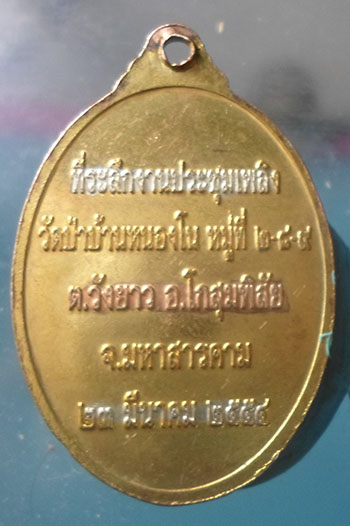 ที่ระลึกงานประชุมเพลิง
วัดป่าบ้านหนองโน หมู่ที่ ๒-๔-๙
ต.วังยาว อ.โกสุมพิสัย
จ.มหาสารคาม
๒๓ มีนาคม ๒๕๕๔